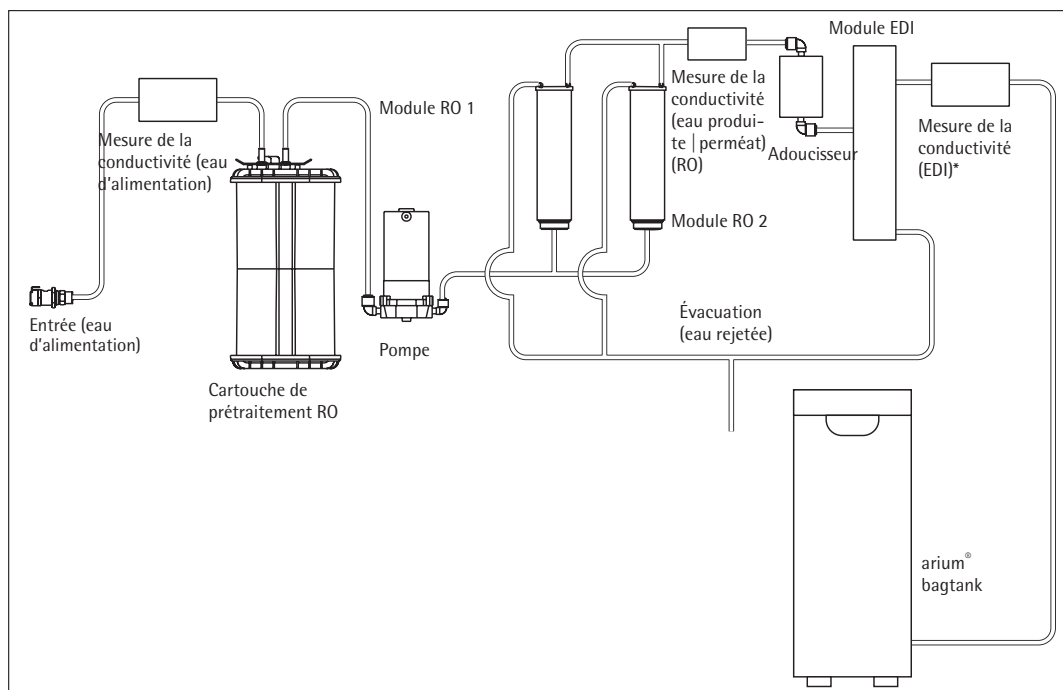 Module EDI
Module RO 1
Mesure de la
conductivité (eau
d'alimentation)
Mesure de la
conductivité
(eau produi-
te | perméat)
(RO)
Adoucisseur
Mesure de la
conductivité
(EDI)*
Module RO 2
Entrée (eau
d'alimentation)
Pompe
Évacuation
(eau rejetée)
Cartouche de
prétraitement RO
arium®
bagtank